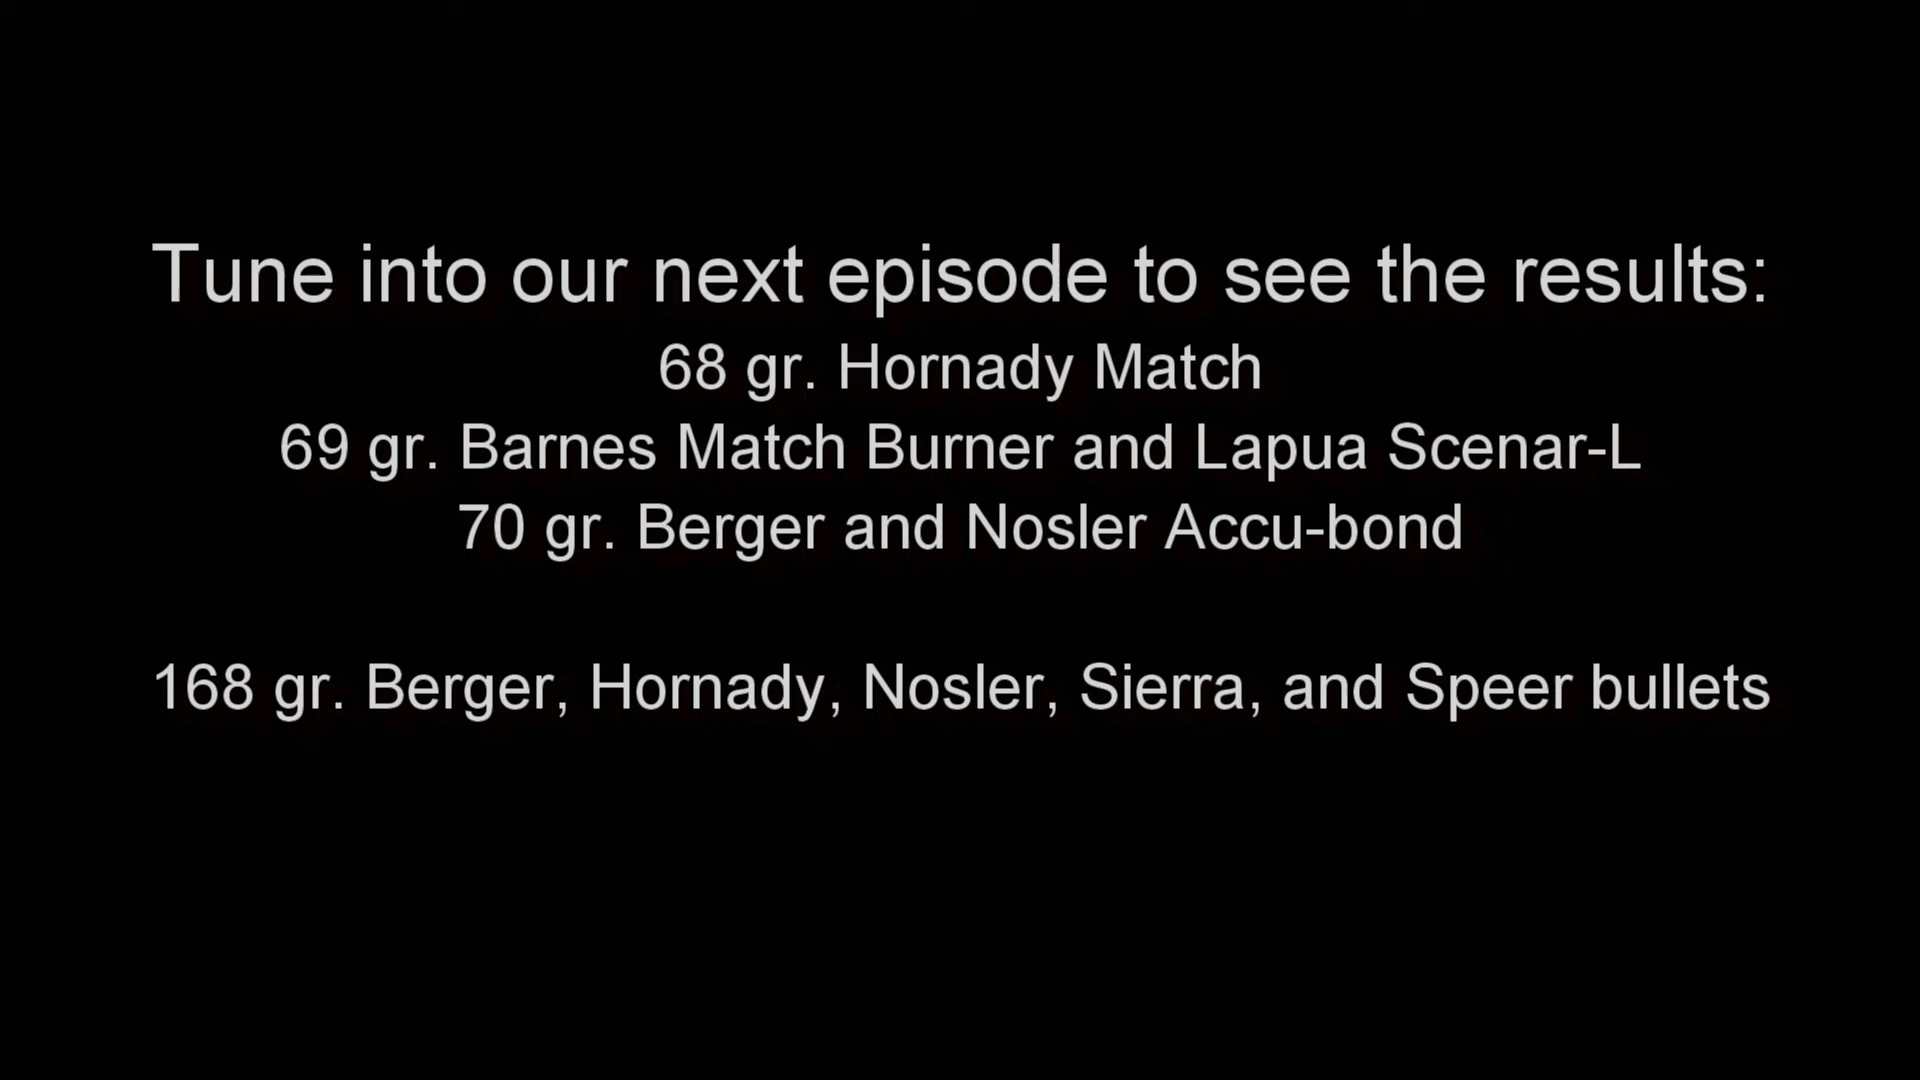 Tune into our next episode to see the results:
68 gr. Hornady Match
69 gr. Barnes Match Burner and Lapua Scenar-L
70 gr. Berger and Nosler Accu-bond
168 gr. Berger, Hornady, Nosler, Sierra, and Speer bullets